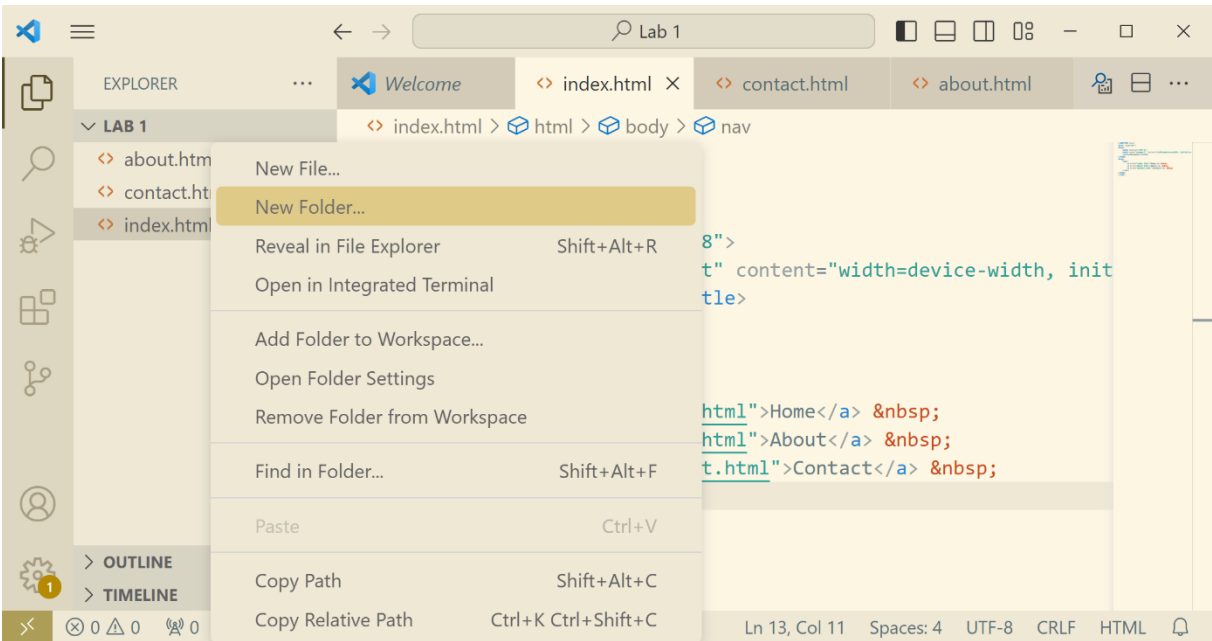 Lab 1
EXPLORER
Welcome
index.html
contact.html
about.html
LAB 1
index.html > html > body > nav
about.htm
contact.ht
index.html
New File...
New Folder...
Reveal in File Explorer Shift+Alt+R
Open in Integrated Terminal
Add Folder to Workspace...
Open Folder Settings
Remove Folder from Workspace
Find in Folder... Shift+Alt+F
Paste Ctrl+V
Copy Path Shift+Alt+C
Copy Relative Path Ctrl+K Ctrl+Shift+C
8">
t" content="width=device-width, init
tle>
html">Home</a> &nbsp;
html">About</a> &nbsp;
t.html">Contact</a> &nbsp;
OUTLINE
TIMELINE
1
0 0 0
Ln 13, Col 11 Spaces: 4 UTF-8 CRLF HTML